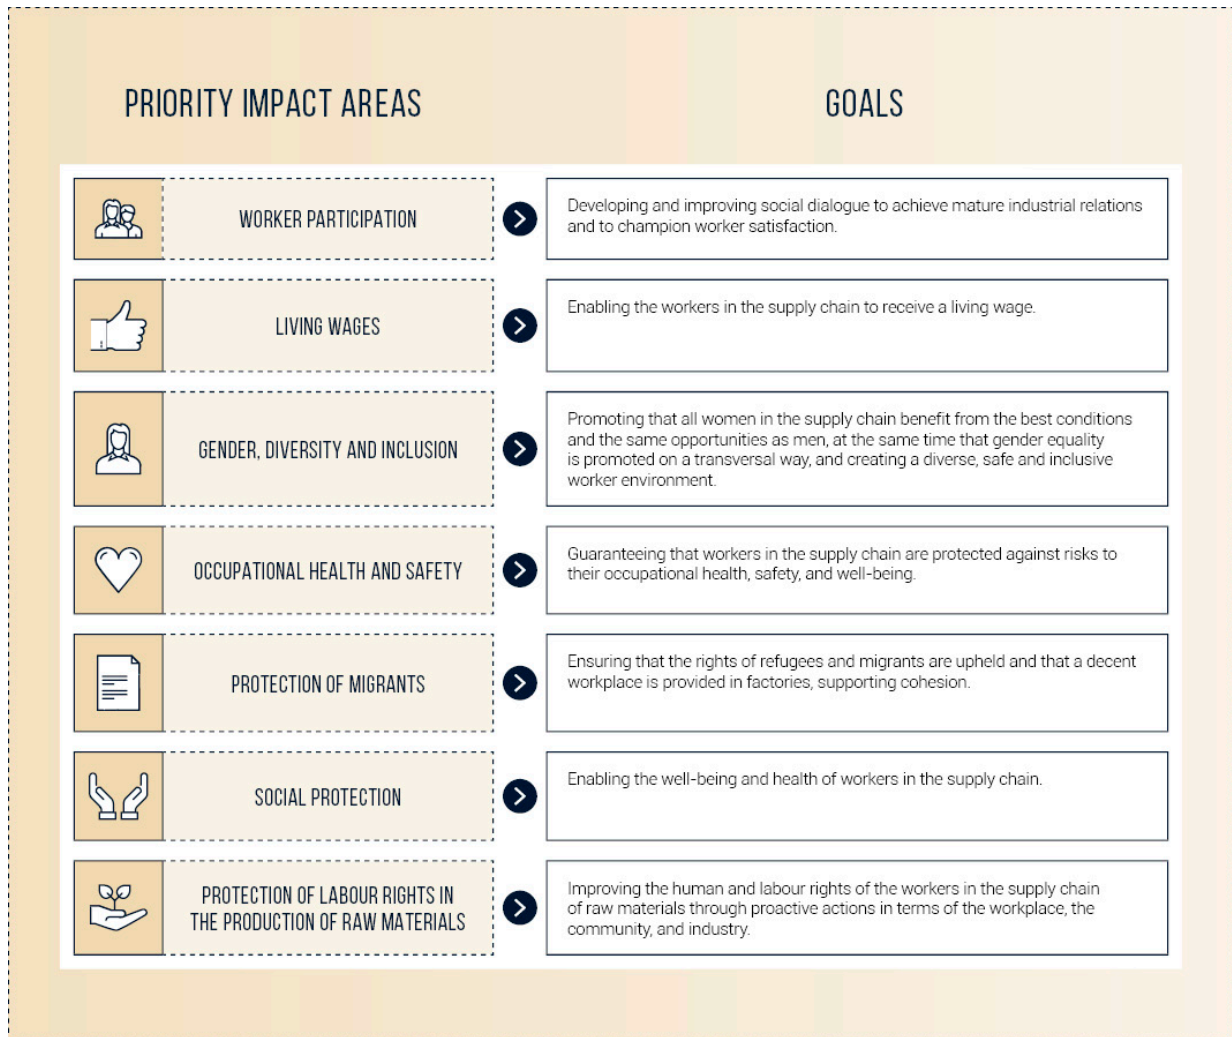 PRIORITY IMPACT AREAS
GOALS
WORKER PARTICIPATION
Developing and improving social dialogue to achieve mature industrial relations
and to champion worker satisfaction.
LIVING WAGES
Enabling the workers in the supply chain to receive a living wage.
GENDER, DIVERSITY AND INCLUSION
Promoting that all women in the supply chain benefit from the best conditions
and the same opportunities as men, at the same time that gender equality
is promoted on a transversal way, and creating a diverse, safe and inclusive
worker environment.
OCCUPATIONAL HEALTH AND SAFETY
Guaranteeing that workers in the supply chain are protected against risks to
their occupational health, safety, and well-being.
PROTECTION OF MIGRANTS
Ensuring that the rights of refugees and migrants are upheld and that a decent
workplace is provided in factories, supporting cohesion.
SOCIAL PROTECTION
Enabling the well-being and health of workers in the supply chain.
PROTECTION OF LABOUR RIGHTS IN
THE PRODUCTION OF RAW MATERIALS
Improving the human and labour rights of the workers in the supply chain
of raw materials through proactive actions in terms of the workplace, the
community, and industry.